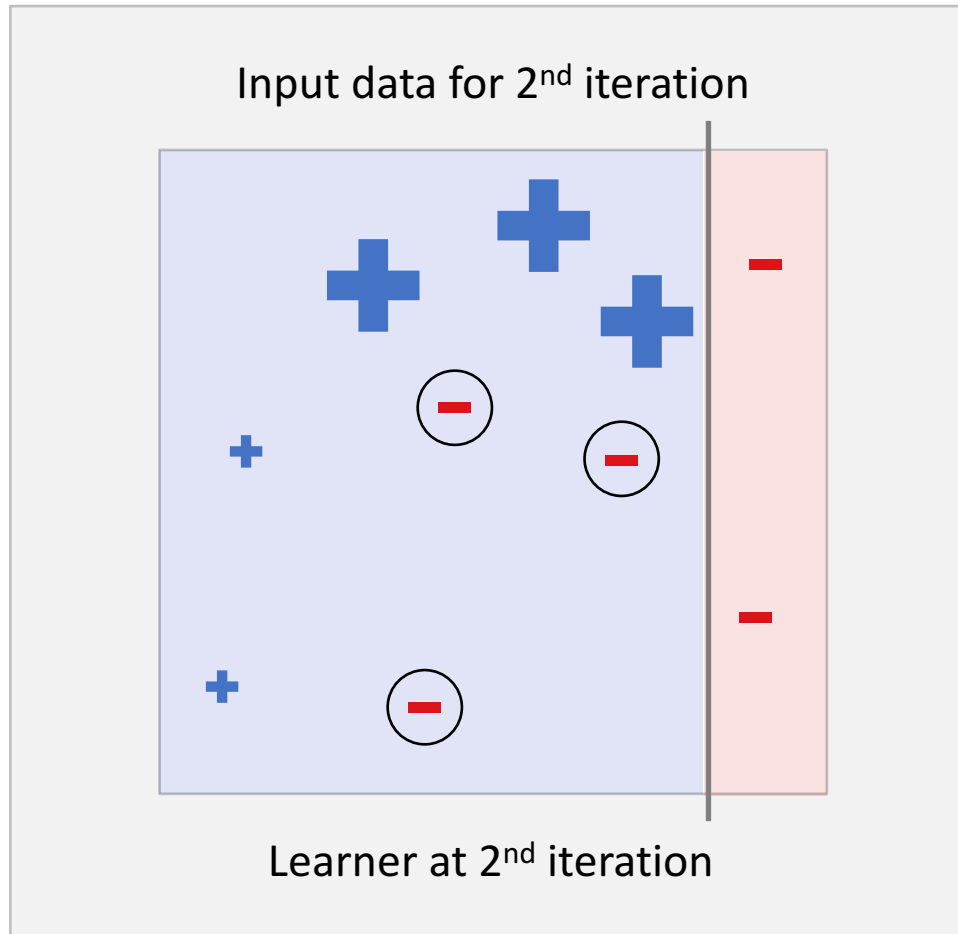 Input data for 2nd iteration
Learner at 2nd iteration